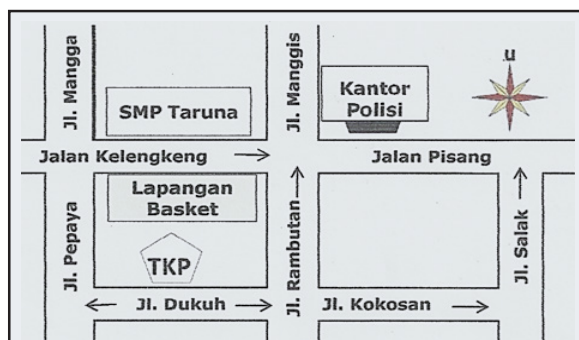 u
Jl. Mangga
SMP Taruna
Jl. Manggis
Kantor
Polisi
Jalan Kelengkeng
Jalan Pisang
Lapangan
Basket
Jl. Pepaya
TKP
Jl. Rambutan
Jl. Salak
Jl. Dukuh
Jl. Kokosan